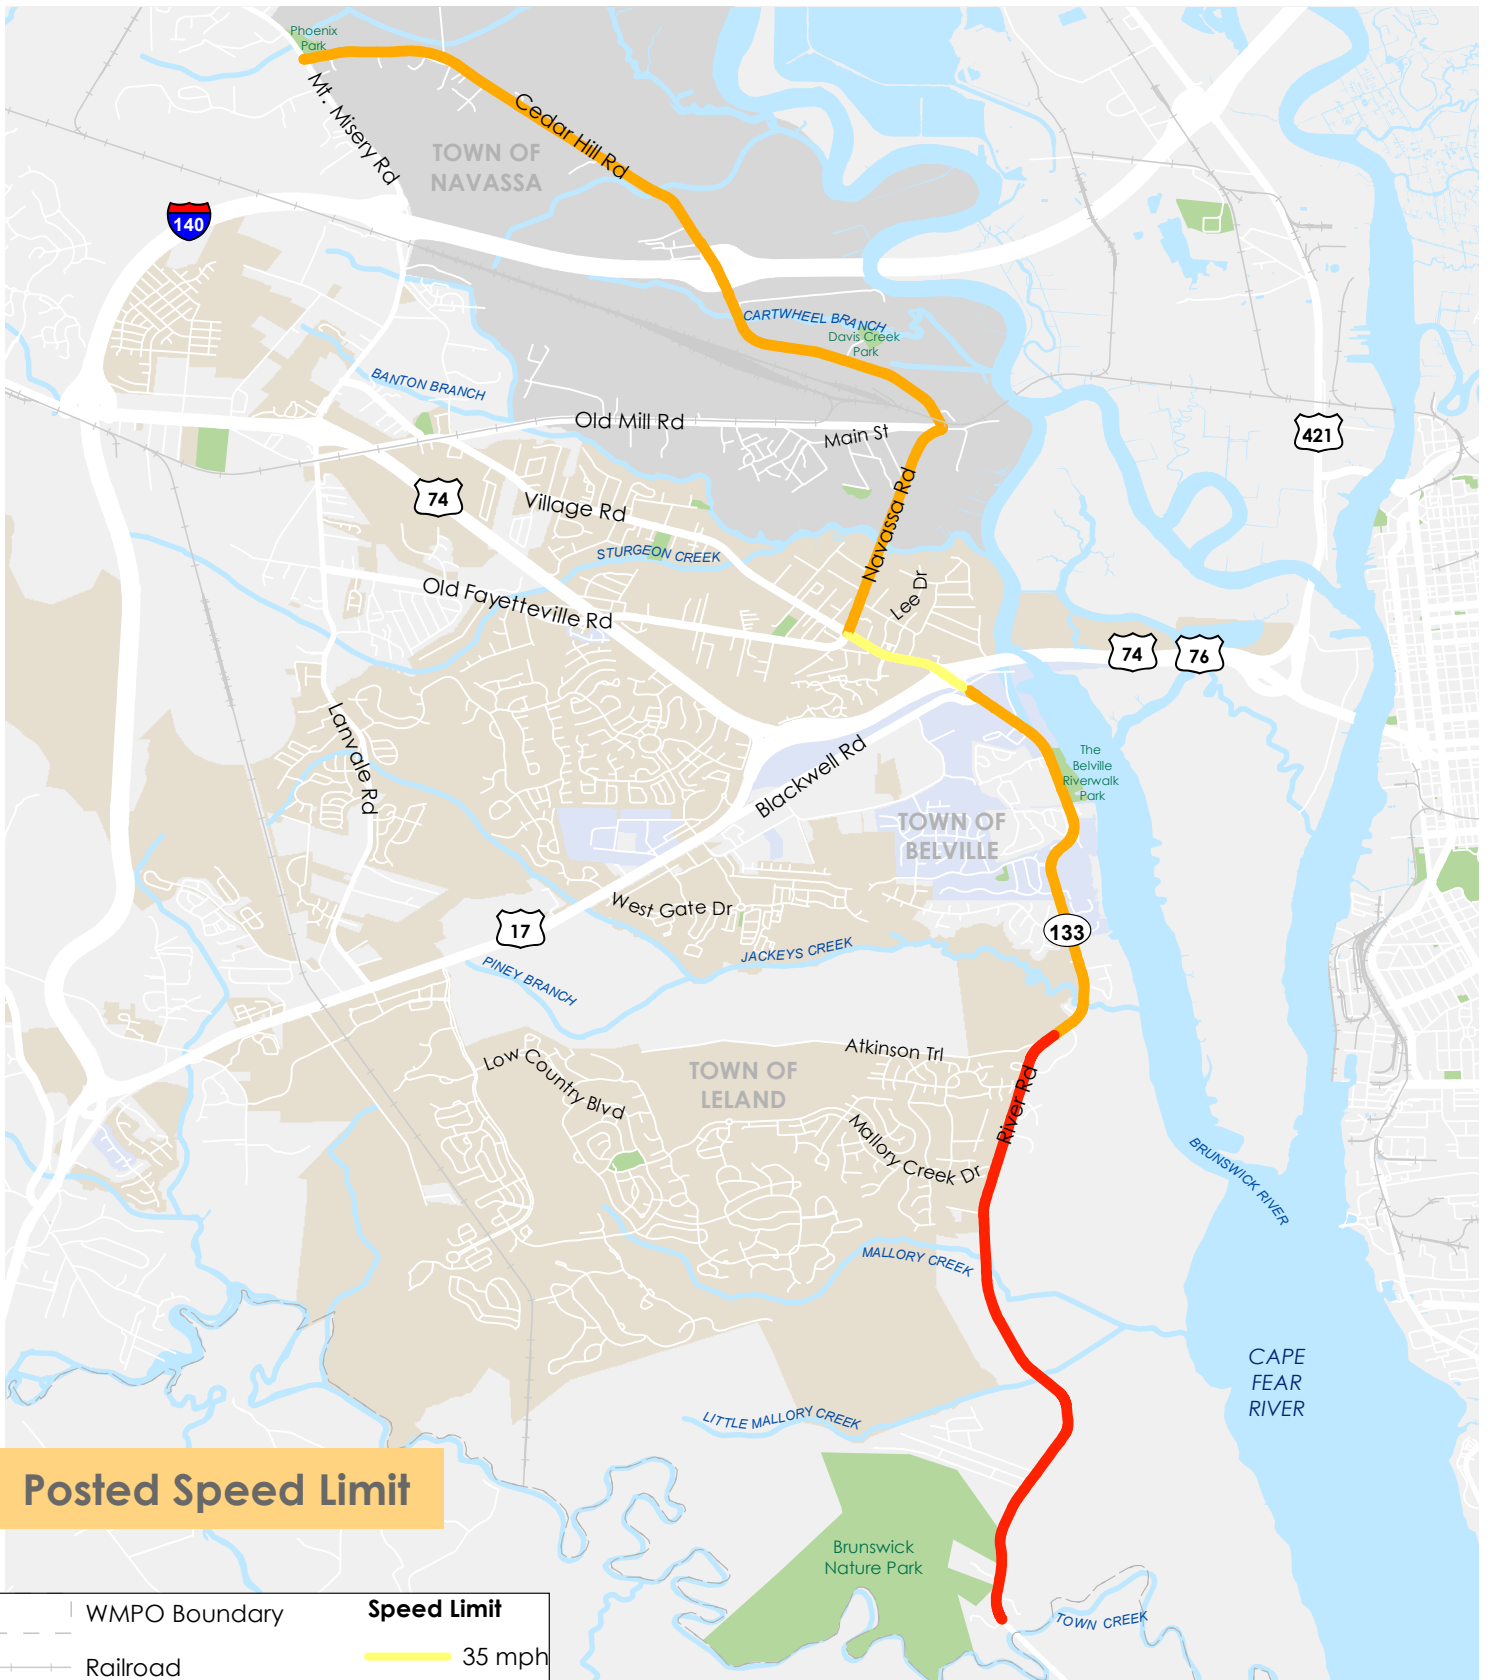 Phoenix
Park
Mt. Misery Rd
Cedar Hill Rd
TOWN OF
NAVASSA
140
CARTWHEEL BRANCH
Davis Creek
Park
BANTON BRANCH
Old Mill Rd
Main St
421
74
Village Rd
Navassa Rd
STURGEON CREEK
Old Fayetteville Rd
Lee Dr
74
76
Lanvale Rd
Blackwell Rd
The
Belville
Riverwalk
Park
TOWN OF
BELVILLE
West Gate Dr
17
133
JACKEYS CREEK
PINEY BRANCH
Atkinson Trl
Low Country Blvd
TOWN OF
LELAND
River Rd
Mallory Creek Dr
BRUNSWICK RIVER
MALLORY CREEK
CAPE
FEAR
RIVER
LITTLE MALLORY CREEK
Posted Speed Limit
Brunswick
Nature Park
TOWN CREEK
WMPO Boundary
Railroad
Speed Limit
35 mph